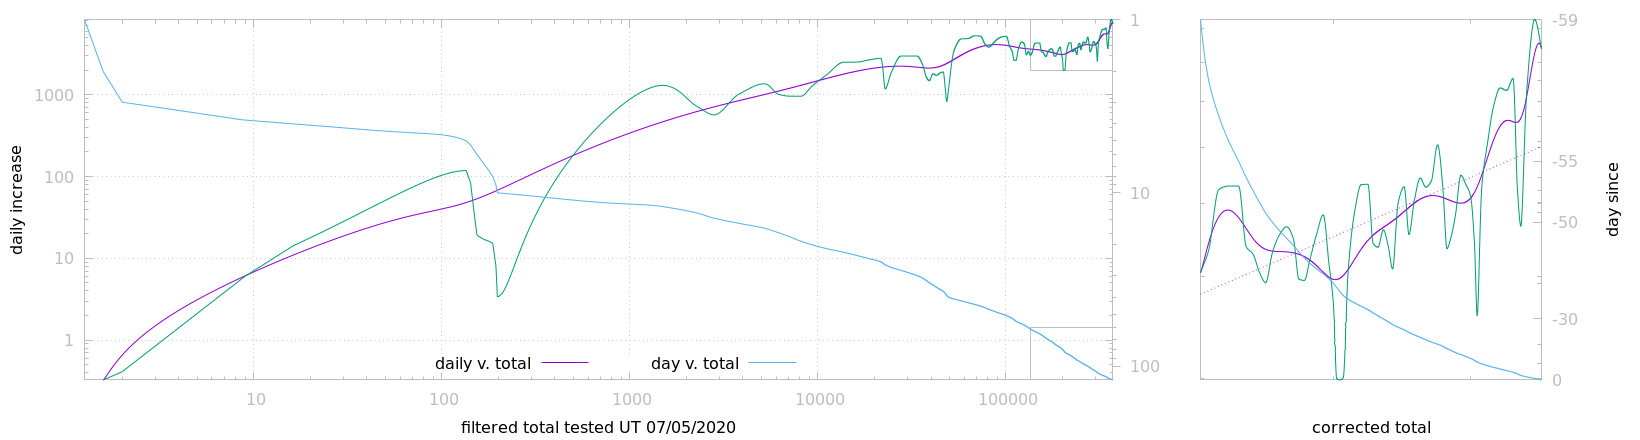 1000
100
10
1
daily increase
10
100
1000
10000
100000
1
10
100
daily v. total
day v. total
filtered total tested UT 07/05/2020
-59
-55
-50
-30
0
day since
corrected total